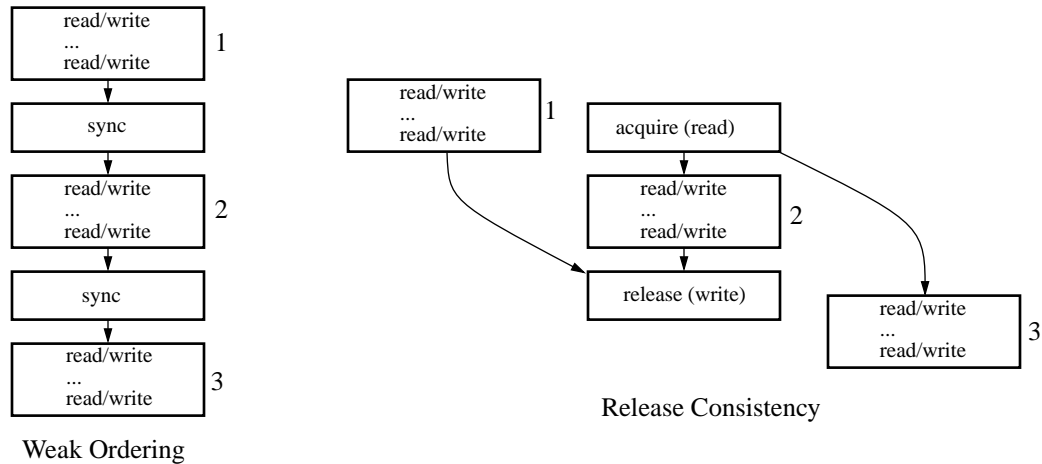 read/write
...
read/write
1
sync
read/write
...
read/write
2
sync
read/write
...
read/write
3
Weak Ordering
read/write
...
read/write
1
acquire (read)
read/write
...
read/write
2
release (write)
read/write
...
read/write
3
Release Consistency